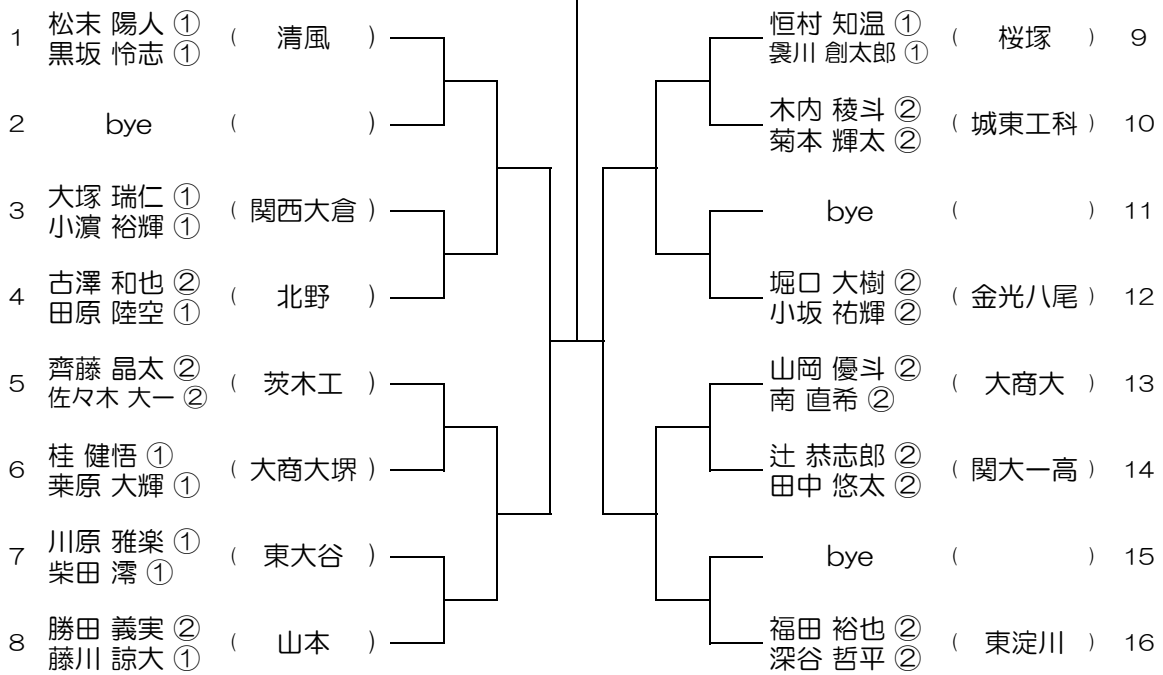 1 松末 陽人 ① ( 清風 )
黒坂 怜志 ①
2 bye ( )
3 大塚 瑞仁 ① ( 関西大倉 )
小濵 裕輝 ①
4 古澤 和也 ② ( 北野 )
田原 陸空 ①
5 齊藤 晶太 ② ( 茨木工 )
佐々木 大一 ②
6 桂 健悟 ① ( 大商大堺 )
桒原 大輝 ①
7 川原 雅楽 ① ( 東大谷 )
柴田 澪 ①
8 勝田 義実 ② ( 山本 )
藤川 諒大 ①
恒村 知温 ① ( 桜塚 ) 9
袰川 創太郎 ①
木内 稜斗 ② ( 城東工科 ) 10
菊本 輝太 ②
bye ( ) 11
堀口 大樹 ② ( 金光八尾 ) 12
小坂 祐輝 ②
山岡 優斗 ② ( 大商大 ) 13
南 直希 ②
辻 恭志郎 ② ( 関大一高 ) 14
田中 悠太 ②
bye ( ) 15
福田 裕也 ② ( 東淀川 ) 16
深谷 哲平 ②